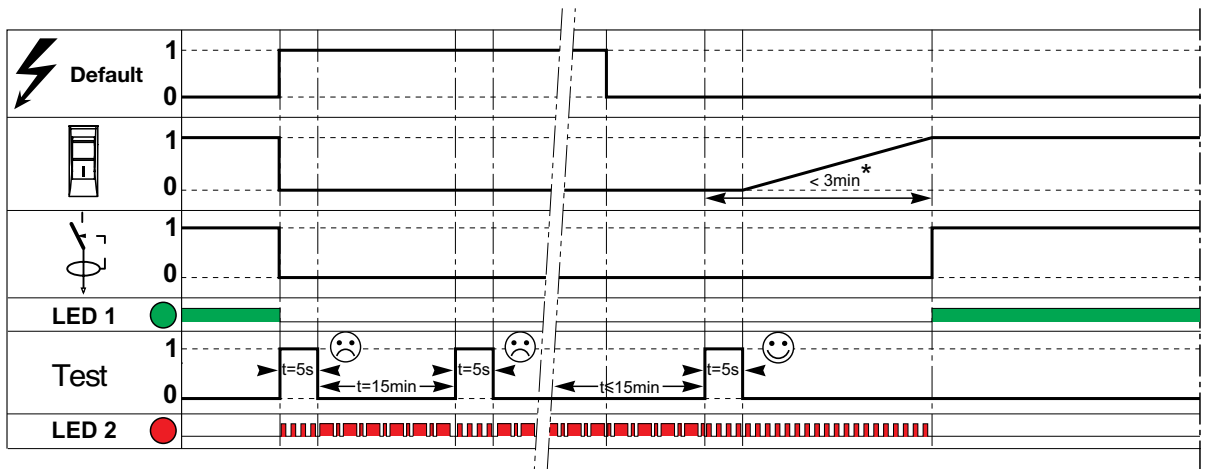 1
Default
0
1
I
0
< 3min*
1
0
LED 1
1
Test
t=5s
t=15min
t=5s
t≤15min
t=5s
0
LED 2